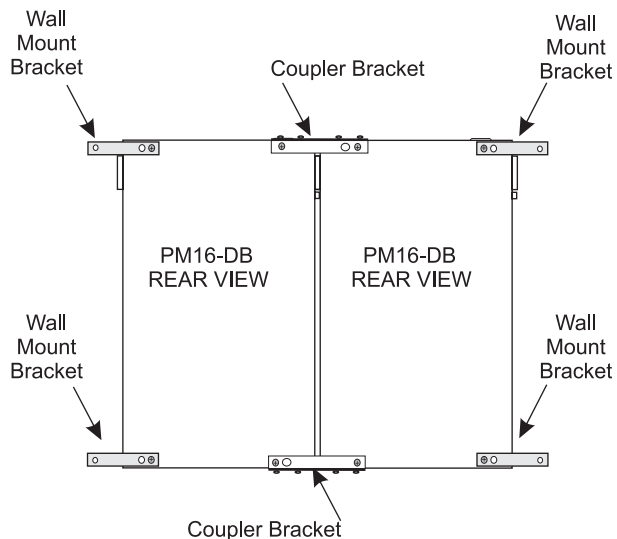 Wall
Mount
Bracket
Coupler Bracket
Wall
Mount
Bracket
PM16-DB
REAR VIEW
PM16-DB
REAR VIEW
Wall
Mount
Bracket
Wall
Mount
Bracket
Coupler Bracket